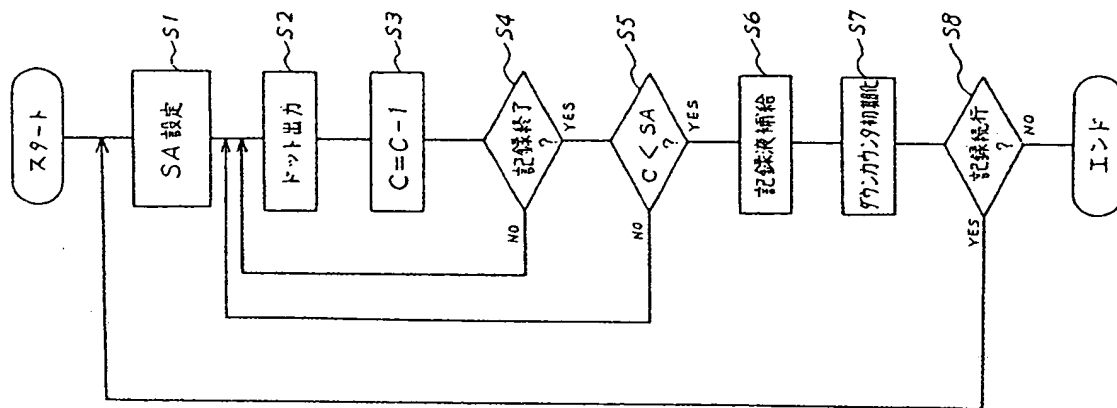 スタート
SA設定
S1
ドット出力
S2
C=C-1
S3
記録終了
?
S4
NO
YES
C<SA
?
S5
NO
YES
記録液補給
S6
ダウンカウンタ初期化
S7
記録続行
?
S8
YES
NO
エンド